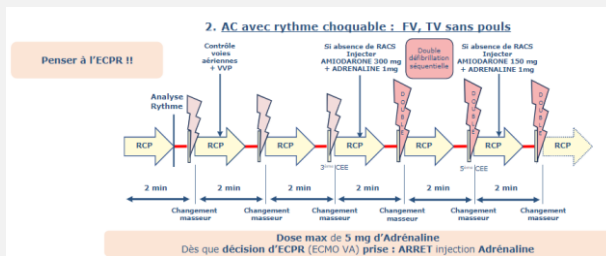 2. AC avec rythme choquable : FV, TV sans pouls
Penser à l'ECPR !!
Contrôle
voies
aériennes
+ VVP
Si absence de RACS
Injecter
AMIODARONE 300 mg
+ ADRENALINE 1mg
Double
défibrillation
séquentielle
Si absence de RACS
Injecter
AMIODARONE 150 mg
+ ADRENALINE 1mg
Analyse
Rythme
DOUBLE
DOUBLE
DOUBLE
RCP
RCP
RCP
RCP
RCP
RCP
RCP
3ème CEE
5ème CEE
2 min
2 min
2 min
2 min
2 min
2 min
Changement
masseur
Changement
masseur
Changement
masseur
Changement
masseur
Changement
masseur
Changement
masseur
Dose max de 5 mg d'Adrénaline
Dès que décision d'ECPR (ECMO VA) prise : ARRET injection Adrénaline